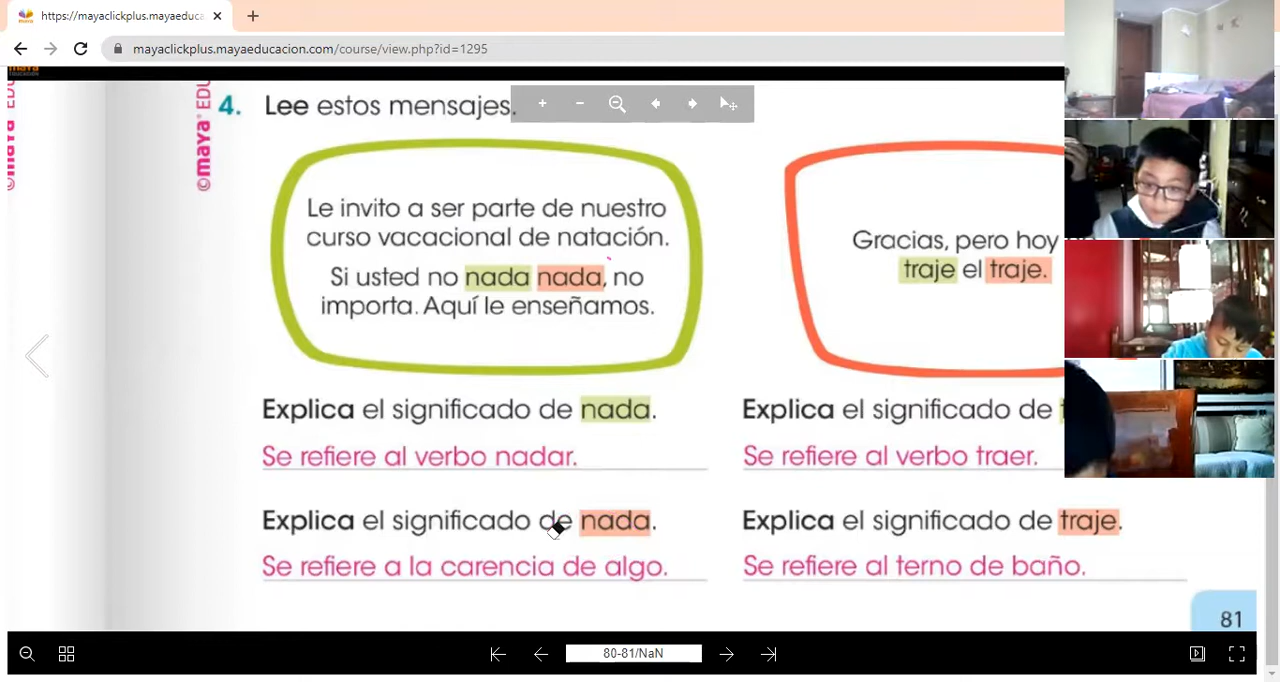 https://mayaclickplus.mayaeduca
mayaclickplus.mayaeducacion.com/course/view.php?id=1295
©maya® EDU
4. Lee estos mensajes.
Le invito a ser parte de nuestro
curso vacacional de natación.
Si usted no nada nada, no
importa. Aquí le enseñamos.
Gracias, pero hoy
traje el traje.
Explica el significado de nada.
Se refiere al verbo nadar.
Explica el significado de nada.
Se refiere a la carencia de algo.
Explica el significado de
Se refiere al verbo traer.
Explica el significado de traje.
Se refiere al terno de baño.
81
80-81/NaN